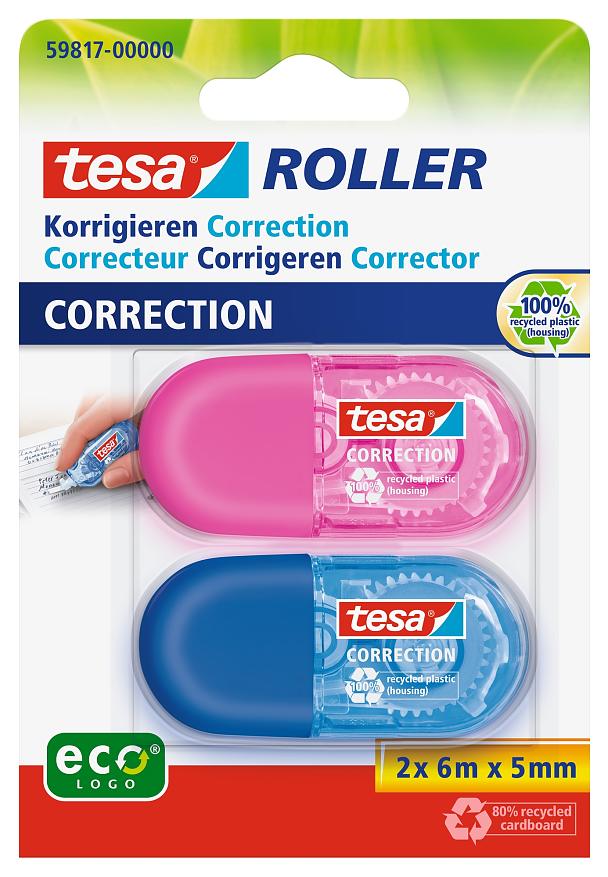 59817-00000
tesa® ROLLER
Korrigieren Correction
Correcteur Corrigeren Corrector
CORRECTION
100%
recycled plastic
(housing)
tesa®
tesa®
CORRECTION
100% recycled plastic
(housing)
tesa®
CORRECTION
100% recycled plastic
(housing)
eco®
LOGO
2x 6m x 5mm
80% recycled
cardboard